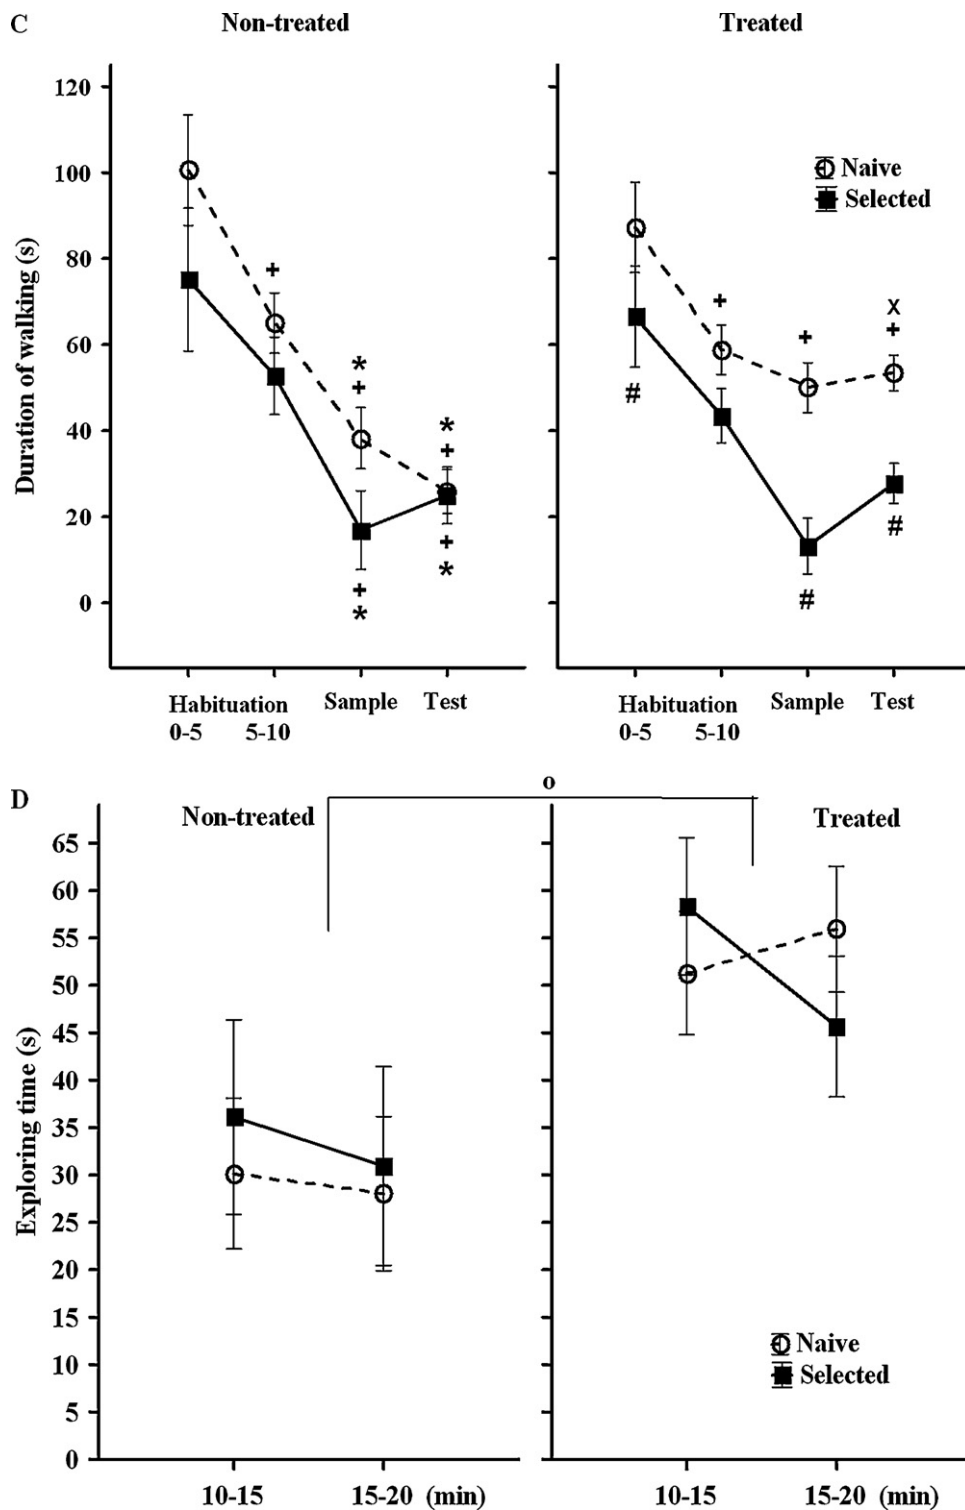 C
Non-treated
Treated
Duration of walking (s)
120
100
80
60
40
20
0
+
*
+
*
+
+
*
+
*
Habituation Sample Test
0-5 5-10
Naive
Selected
+
+
x
+
#
#
#
Habituation Sample Test
0-5 5-10
D
o
Non-treated
Treated
Exploring time (s)
65
60
55
50
45
40
35
30
25
20
15
10
5
0
Naive
Selected
10-15 15-20 (min)
10-15 15-20 (min)